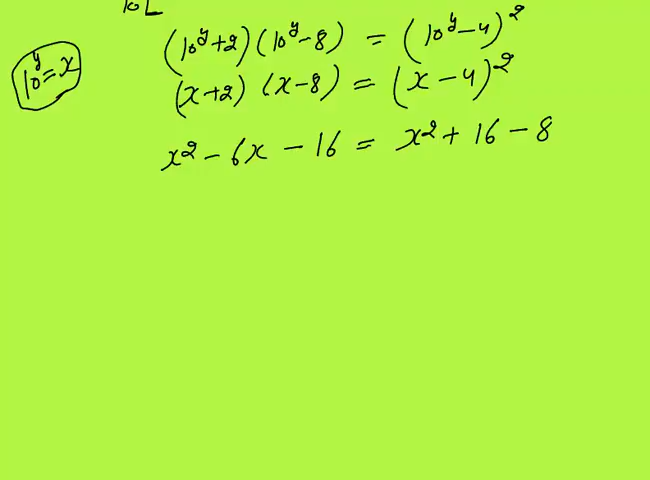 (10^y+2) (10^y-8) = (10^y-4)^2
10^y = x
(x+2) (x-8) = (x-4)^2
x^2 - 6x - 16 = x^2 + 16 - 8